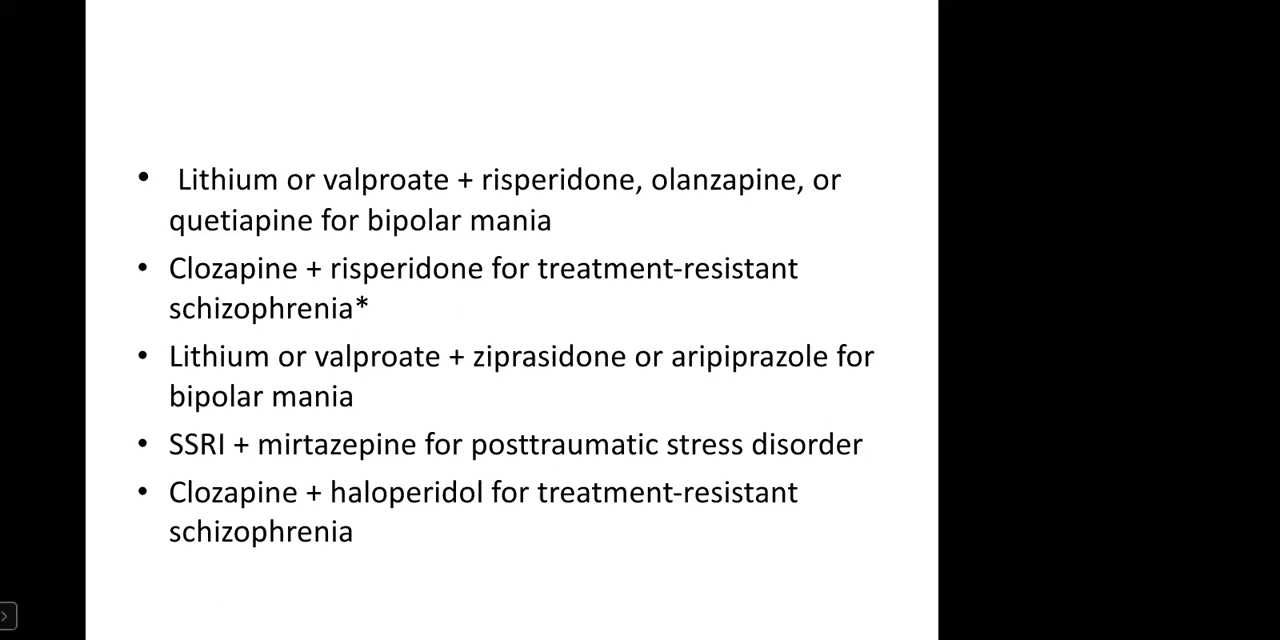 • Lithium or valproate + risperidone, olanzapine, or
quetiapine for bipolar mania
• Clozapine + risperidone for treatment-resistant
schizophrenia*
• Lithium or valproate + ziprasidone or aripiprazole for
bipolar mania
• SSRI + mirtazepine for posttraumatic stress disorder
• Clozapine + haloperidol for treatment-resistant
schizophrenia